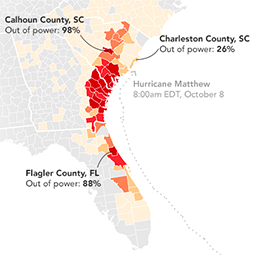 Calhoun County, SC
Out of power: 98%
Charleston County, SC
Out of power: 26%
Hurricane Matthew
8:00am EDT, October 8
Flagler County, FL
Out of power: 88%